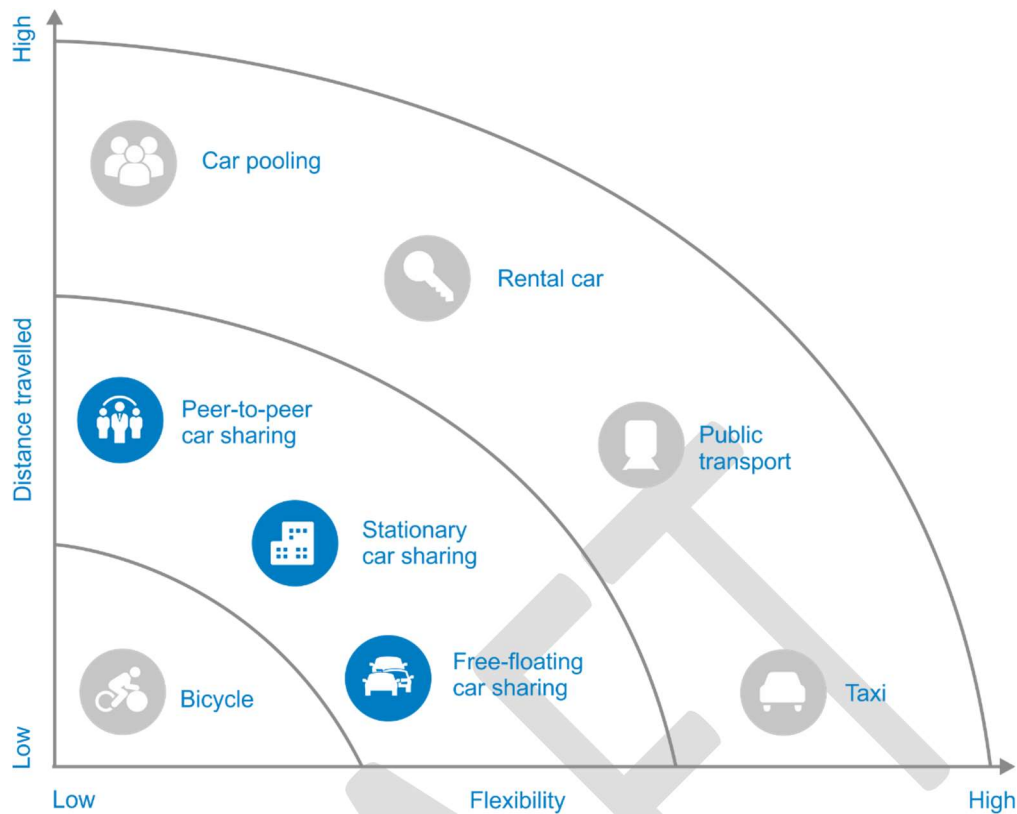 High
Car pooling
Rental car
Distance travelled
Peer-to-peer
car sharing
Public
transport
Stationary
car sharing
Free-floating
car sharing
Bicycle
Taxi
Low
Low
Flexibility
High